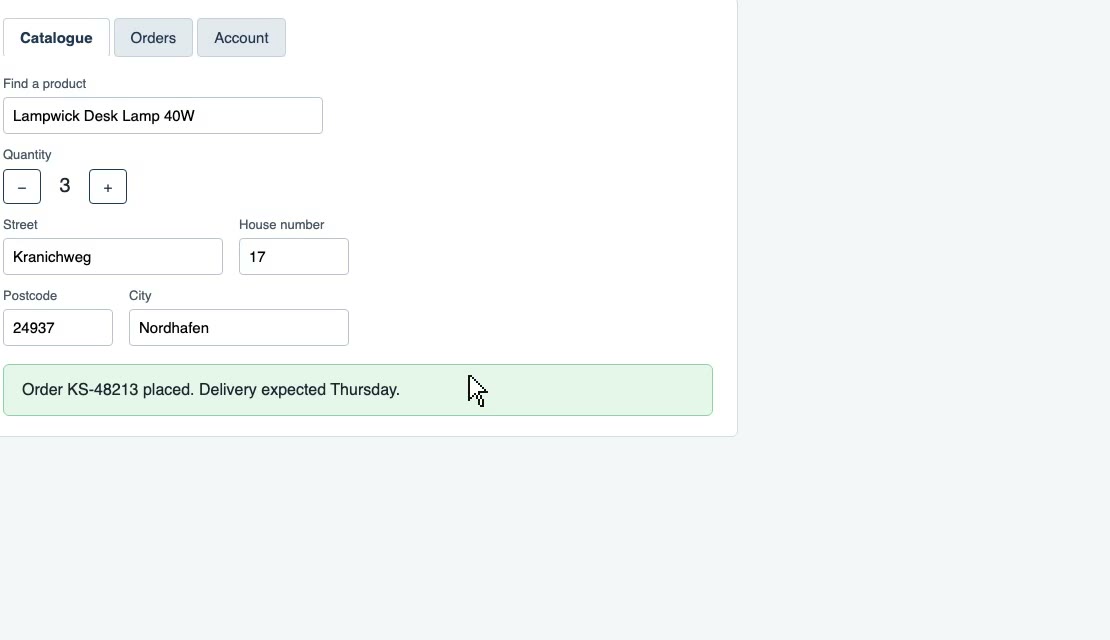 Catalogue Orders Account
Find a product
Lampwick Desk Lamp 40W
Quantity
– 3 +
Street House number
Kranichweg 17
Postcode City
24937 Nordhafen
Order KS-48213 placed. Delivery expected Thursday.